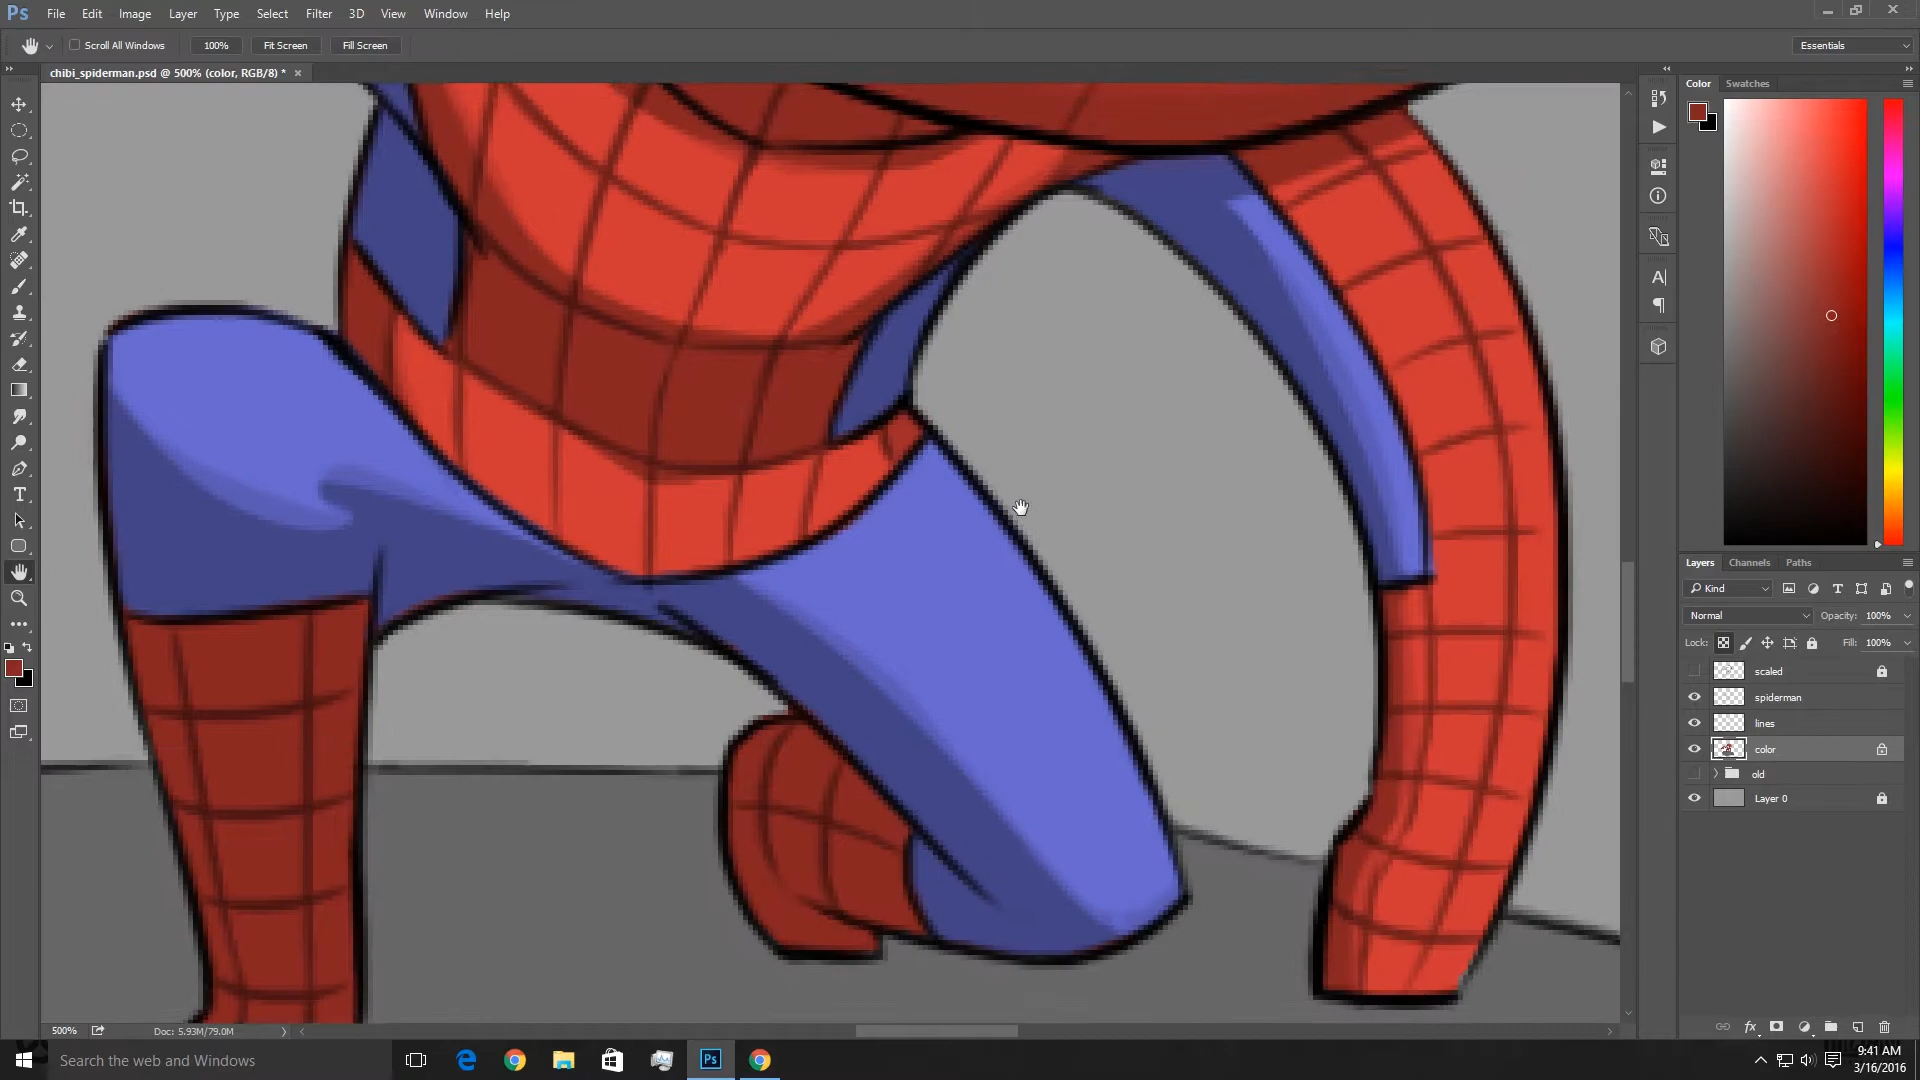 Ps File Edit Image Layer Type Select Filter 3D View Window Help
Scroll All Windows 100% Fit Screen Fill Screen Essentials
chibi_spiderman.psd @ 500% (color, RGB/8) * ×
Color Swatches
Layers Channels Paths
Kind
Normal Opacity: 100%
Lock: Fill: 100%
scaled
spiderman
lines
color
old
Layer 0
500% Doc: 5.93M/79.0M
Search the web and Windows
Ps
9:41 AM
3/16/2016